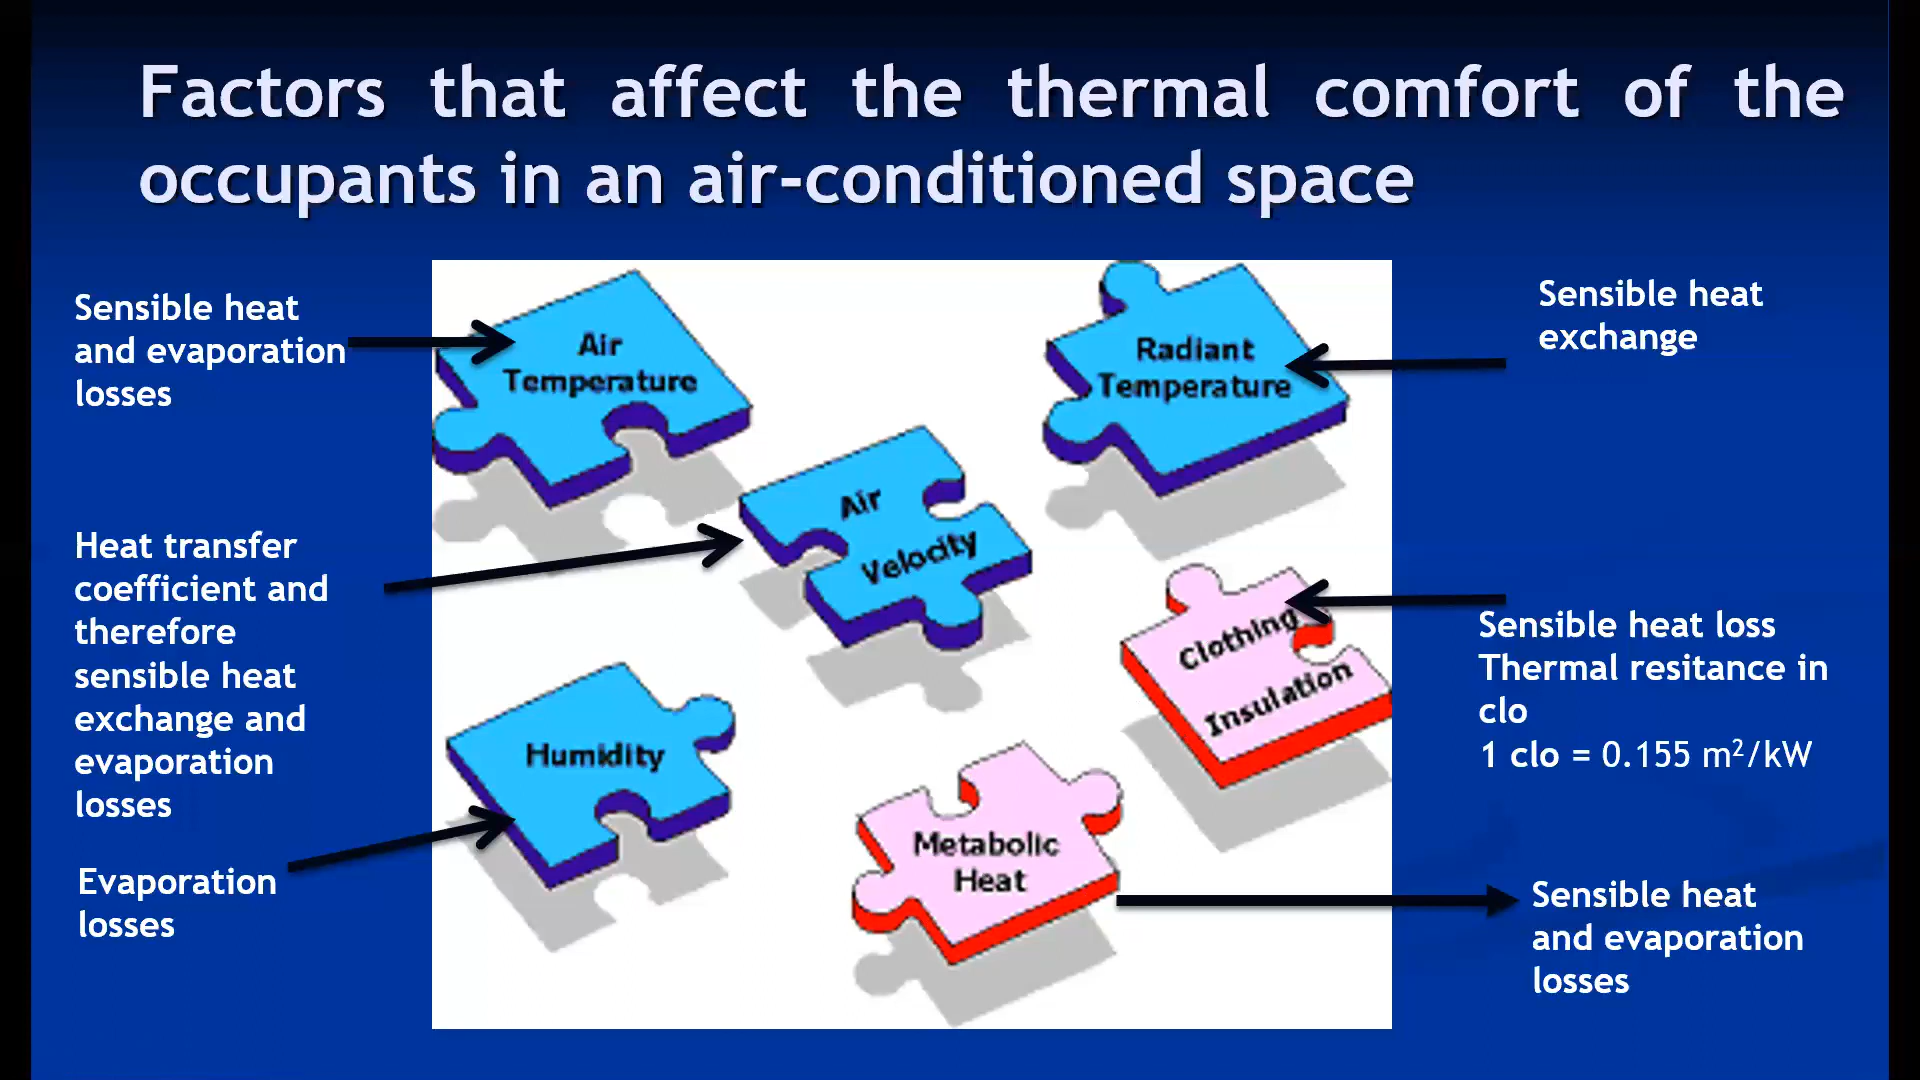 Factors that affect the thermal comfort of the
occupants in an air-conditioned space
Sensible heat
and evaporation
losses
Air
Temperature
Radiant
Temperature
Sensible heat
exchange
Heat transfer
coefficient and
therefore
sensible heat
exchange and
evaporation
losses
Air
Velocity
Clothing
Insulation
Sensible heat loss
Thermal resitance in
clo
1 clo = 0.155 m²/kW
Humidity
Evaporation
losses
Metabolic
Heat
Sensible heat
and evaporation
losses